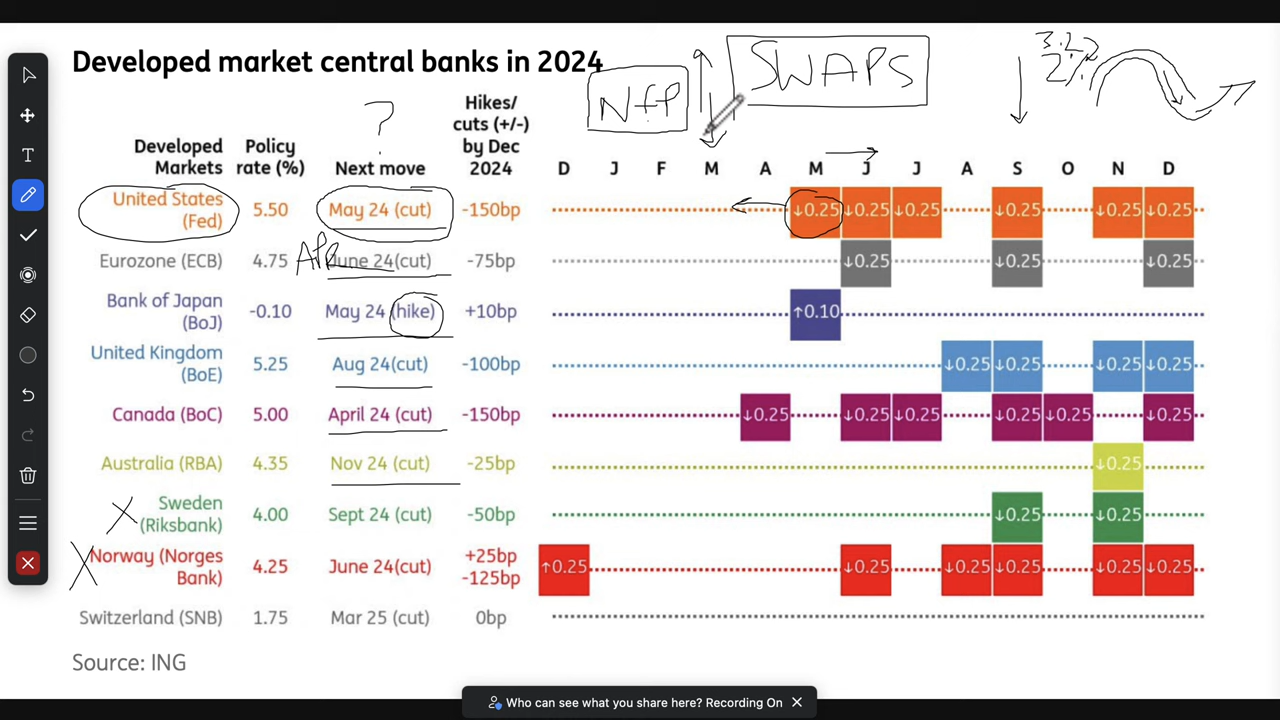 Developed market central banks in 2024
NfP
SWAPS
3.2
2%
?
Developed Markets
Policy rate (%)
Next move
Hikes/cuts (+/-) by Dec 2024
D J F M A M J J A S O N D
United States (Fed) 5.50 May 24 (cut) -150bp ↓0.25 ↓0.25 ↓0.25 ↓0.25 ↓0.25 ↓0.25
Eurozone (ECB) 4.75 Apr June 24(cut) -75bp ↓0.25 ↓0.25 ↓0.25
Bank of Japan (BoJ) -0.10 May 24 (hike) +10bp ↑0.10
United Kingdom (BoE) 5.25 Aug 24(cut) -100bp ↓0.25 ↓0.25 ↓0.25 ↓0.25
Canada (BoC) 5.00 April 24 (cut) -150bp ↓0.25 ↓0.25 ↓0.25 ↓0.25 ↓0.25 ↓0.25
Australia (RBA) 4.35 Nov 24 (cut) -25bp ↓0.25
Sweden (Riksbank) 4.00 Sept 24 (cut) -50bp ↓0.25 ↓0.25
Norway (Norges Bank) 4.25 June 24(cut) +25bp -125bp ↑0.25 ↓0.25 ↓0.25 ↓0.25 ↓0.25 ↓0.25
Switzerland (SNB) 1.75 Mar 25 (cut) 0bp
Source: ING
Who can see what you share here? Recording On